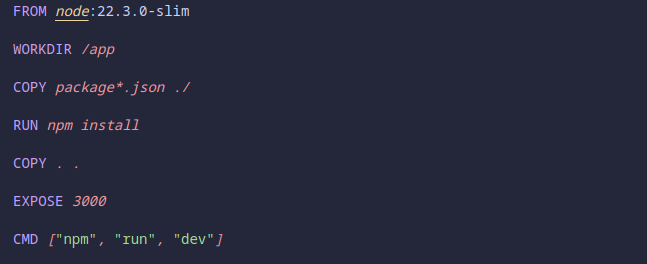 FROM node:22.3.0-slim
WORKDIR /app
COPY package*.json ./
RUN npm install
COPY . .
EXPOSE 3000
CMD ["npm", "run", "dev"]